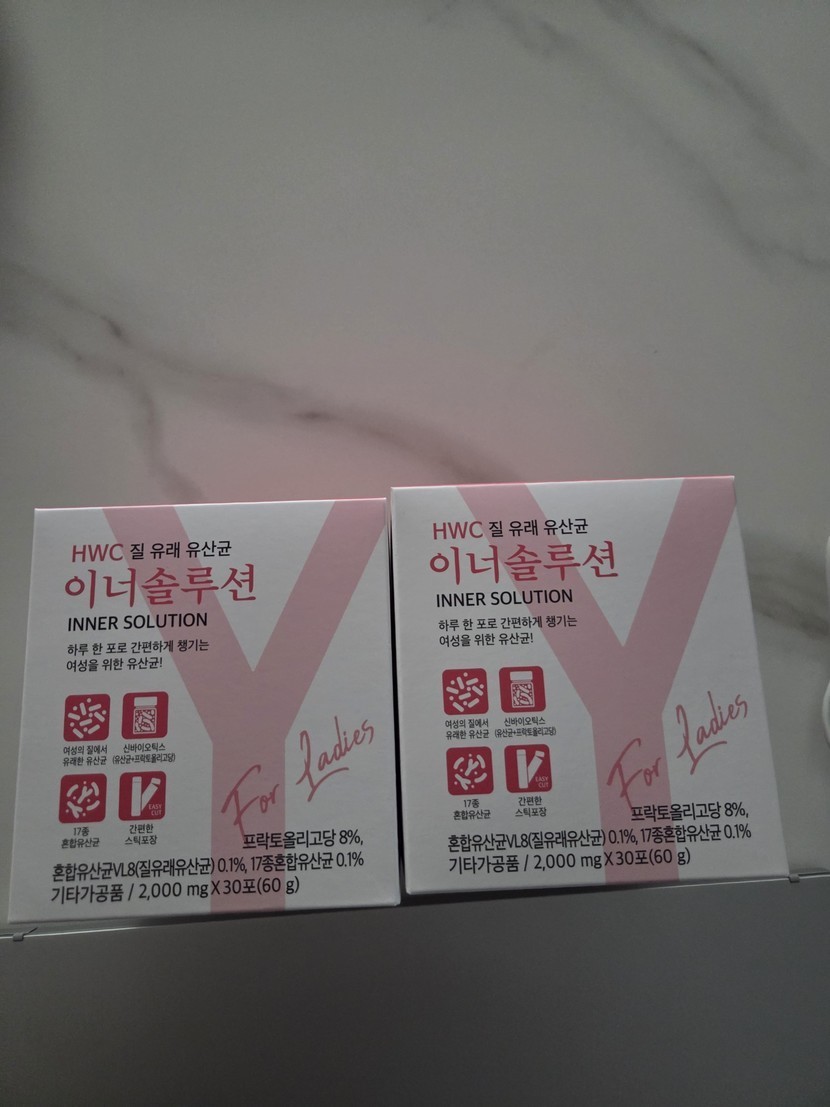 HWC 질 유래 유산균
이너솔루션
INNER SOLUTION
하루 한 포로 간편하게 챙기는
여성을 위한 유산균!
여성의 질에서
유래한 유산균
신바이오틱스
(유산균+프락토올리고당)
17종
혼합유산균
EASY
CUT
간편한
스틱포장
For Ladies
프락토올리고당 8%,
혼합유산균VL8(질유래유산균) 0.1%, 17종혼합유산균 0.1%
기타가공품 / 2,000 mg X 30포(60 g)
HWC 질 유래 유산균
이너솔루션
INNER SOLUTION
하루 한 포로 간편하게 챙기는
여성을 위한 유산균!
여성의 질에서
유래한 유산균
신바이오틱스
(유산균+프락토올리고당)
17종
혼합유산균
EASY
CUT
간편한
스틱포장
For Ladies
프락토올리고당 8%,
혼합유산균VL8(질유래유산균) 0.1%, 17종혼합유산균 0.1%
기타가공품 / 2,000 mg X 30포(60 g)